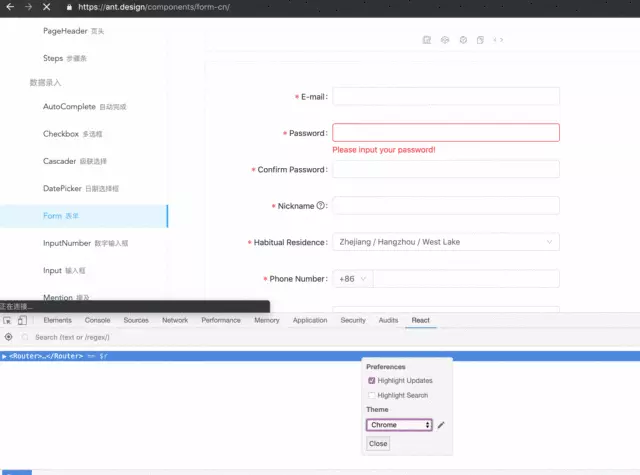 https://ant.design/components/form-cn/
PageHeader 页头
Steps 步骤条
数据录入
AutoComplete 自动完成
Checkbox 多选框
Cascader 级联选择
DatePicker 日期选择框
Form 表单
InputNumber 数字输入框
Input 输入框
Mention 提及
* E-mail:
* Password:
Please input your password!
* Confirm Password:
* Nickname ?:
* Habitual Residence: Zhejiang / Hangzhou / West Lake
* Phone Number: +86
正在连接...
Elements Console Sources Network Performance Memory Application Security Audits React
Search (text or /regex/)
<Router>…</Router> == $r
Preferences
Highlight Updates
Highlight Search
Theme
Chrome
Close